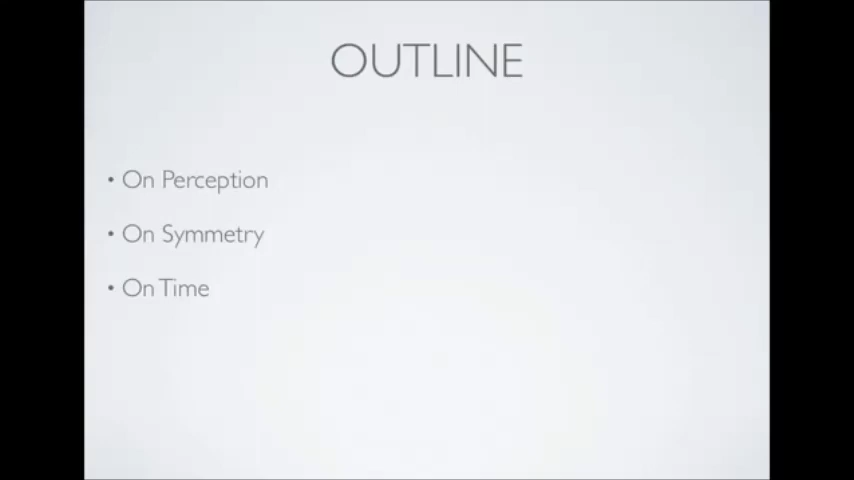 OUTLINE
• On Perception
• On Symmetry
• On Time